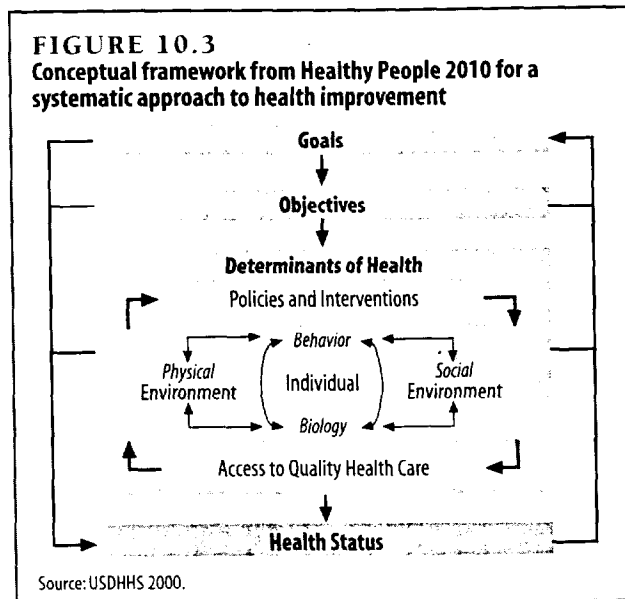 FIGURE 10.3
Conceptual framework from Healthy People 2010 for a
systematic approach to health improvement
Goals
Objectives
Determinants of Health
Policies and Interventions
Behavior
Physical
Environment
Individual
Social
Environment
Biology
Access to Quality Health Care
Health Status
Source: USDHHS 2000.